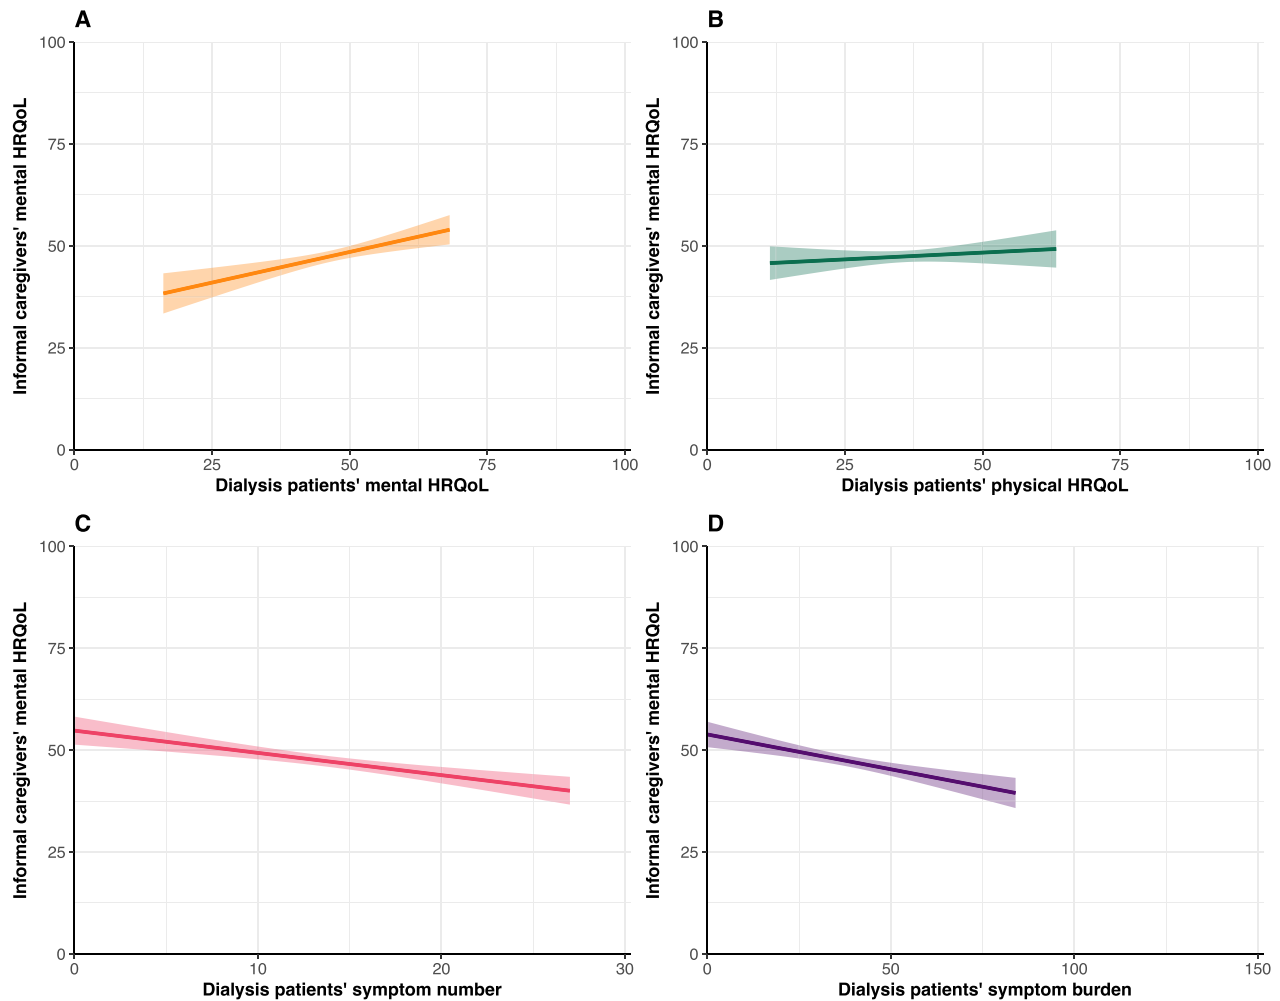 A
100
75
50
25
0
0 25 50 75 100
Informal caregivers' mental HRQoL
Dialysis patients' mental HRQoL
B
100
75
50
25
0
0 25 50 75 100
Informal caregivers' mental HRQoL
Dialysis patients' physical HRQoL
C
100
75
50
25
0
0 10 20 30
Informal caregivers' mental HRQoL
Dialysis patients' symptom number
D
100
75
50
25
0
0 50 100 150
Informal caregivers' mental HRQoL
Dialysis patients' symptom burden